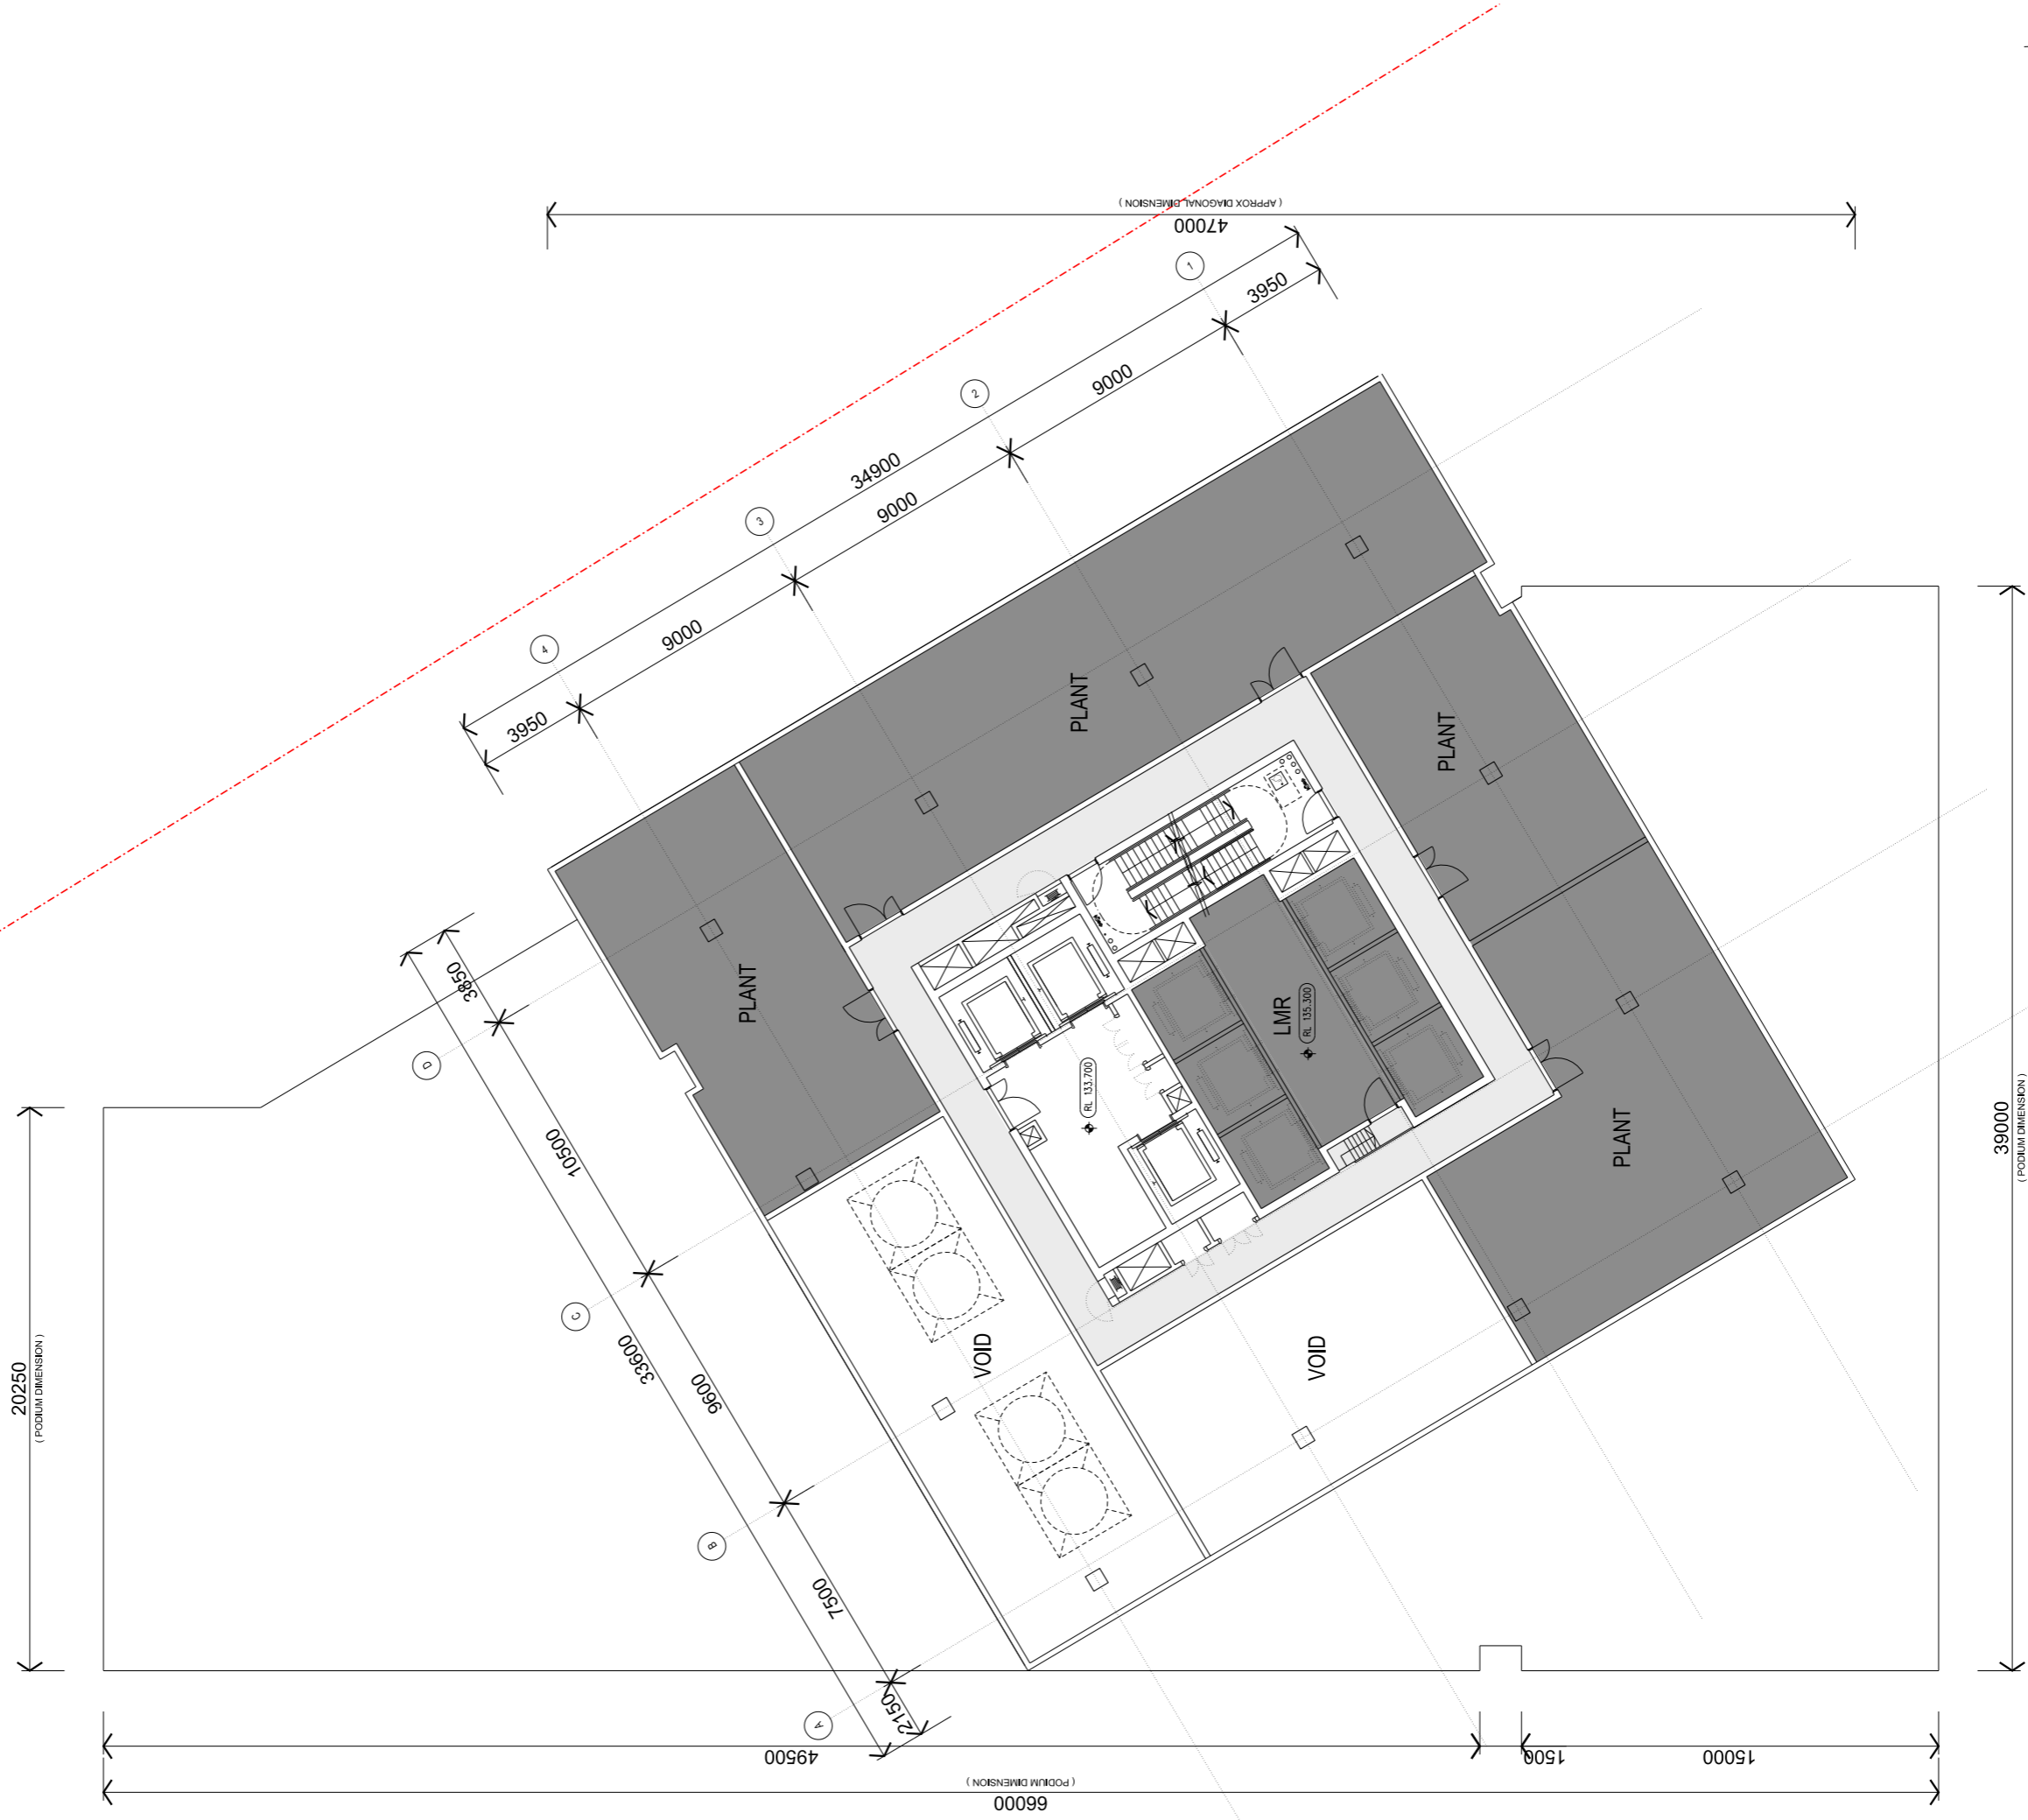 ( APPROX DIAGONAL DIMENSION )
47000
1
3950
2
9000
34900
3
9000
4
9000
3950
PLANT
PLANT
PLANT
D
3850
10500
LMR
RL 135.300
RL 133.700
PLANT
20250
( PODIUM DIMENSION )
39000
( PODIUM DIMENSION )
C
33600
VOID
VOID
9600
B
7500
A
2150
49500
1500
15000
( PODIUM DIMENSION )
66000